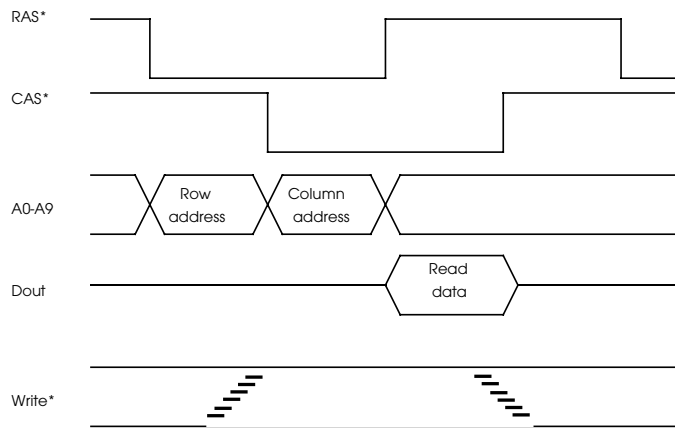 RAS*
CAS*
A0-A9
Row
address
Column
address
Dout
Read
data
Write*